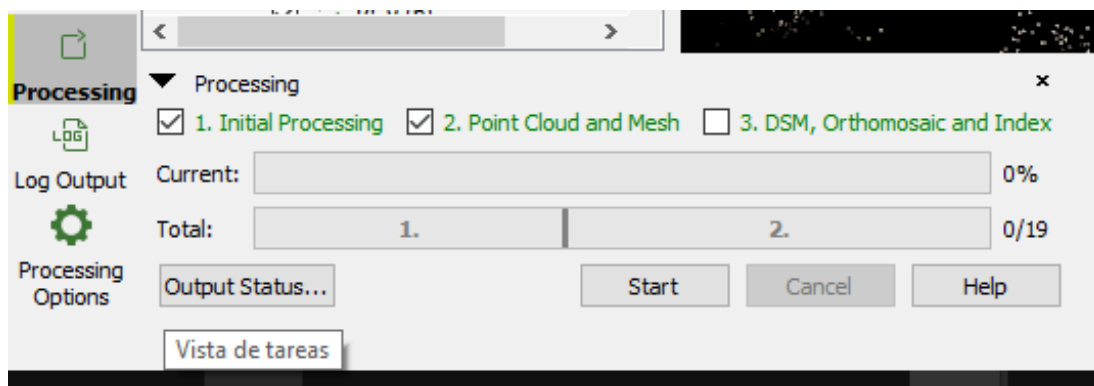 Processing
Processing
1. Initial Processing 2. Point Cloud and Mesh 3. DSM, Orthomosaic and Index
LOG
Log Output
Current: 0%
Total: 1. 2. 0/19
Processing
Options
Output Status... Start Cancel Help
Vista de tareas